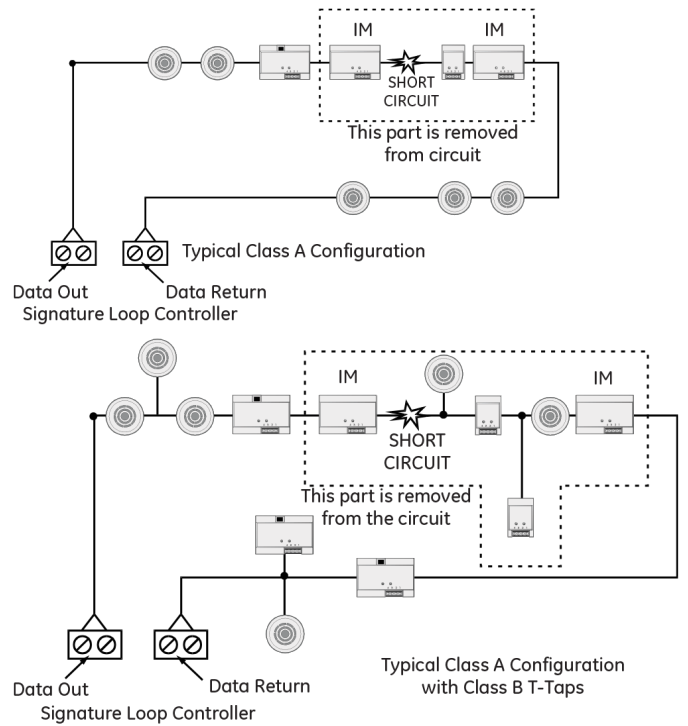 IM
IM
SHORT
CIRCUIT
This part is removed
from circuit
Typical Class A Configuration
Data Out
Data Return
Signature Loop Controller
IM
IM
SHORT
CIRCUIT
This part is removed
from the circuit
Typical Class A Configuration
with Class B T-Taps
Data Out
Data Return
Signature Loop Controller